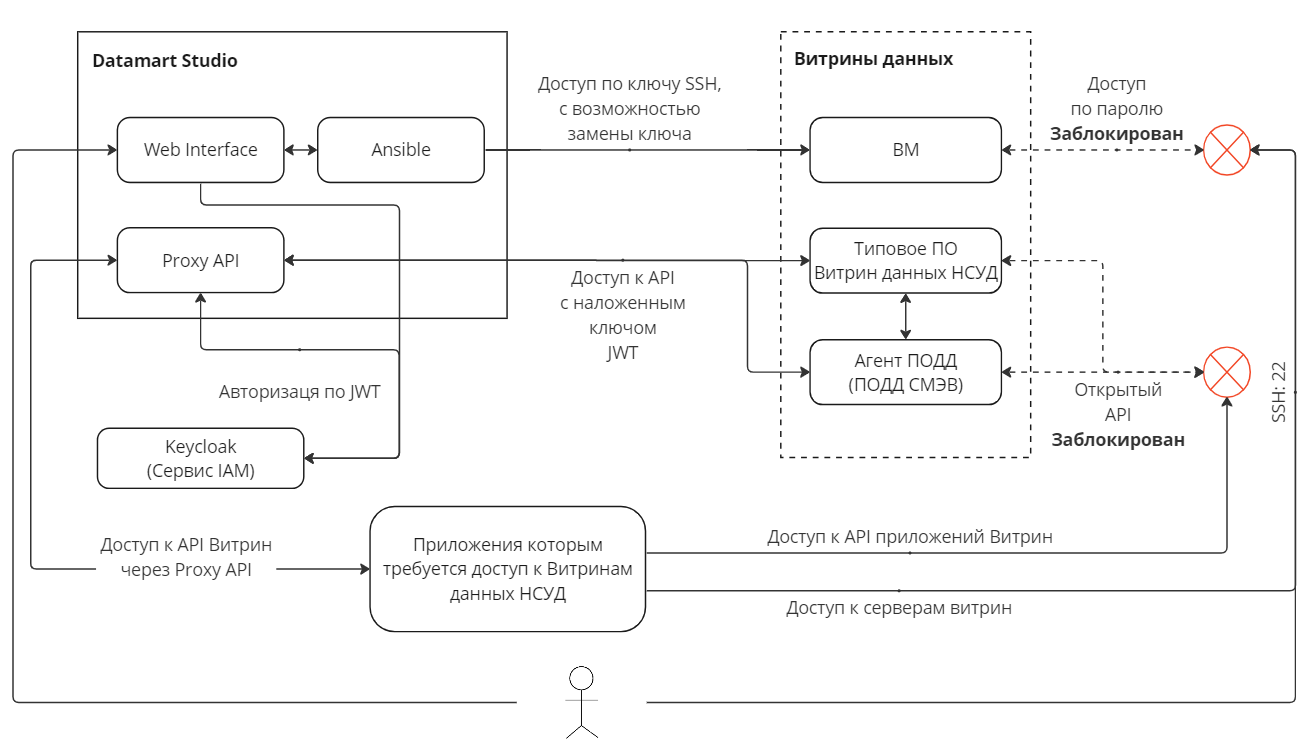 Datamart Studio
Web Interface
Ansible
Proxy API
Доступ по ключу SSH,
с возможностью
замены ключа
Витрины данных
ВМ
Типовое ПО
Витрин данных НСУД
Агент ПОДД
(ПОДД СМЭВ)
Доступ
по паролю
Заблокирован
Доступ к API
с наложенным
ключом
JWT
Открытый
API
Заблокирован
SSH: 22
Авторизаця по JWT
Keycloak
(Сервис IAM)
Доступ к API Витрин
через Proxy API
Приложения которым
требуется доступ к Витринам
данных НСУД
Доступ к API приложений Витрин
Доступ к серверам витрин